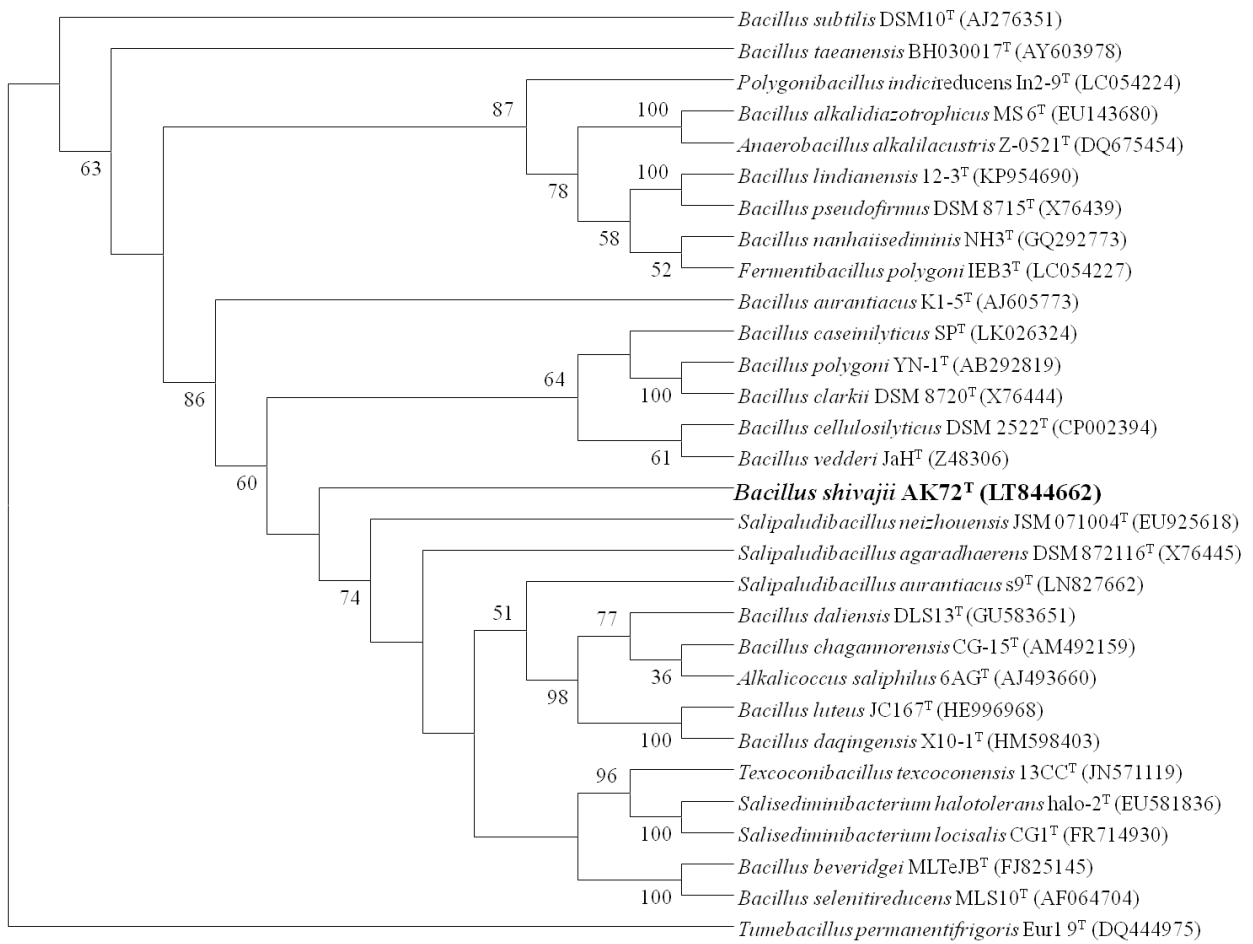 Bacillus subtilis DSM10ᵀ (AJ276351)
Bacillus taeanensis BH030017ᵀ (AY603978)
63
Polygonibacillus indicireducens In2-9ᵀ (LC054224)
87
Bacillus alkalidiazotrophicus MS 6ᵀ (EU143680)
100
Anaerobacillus alkalilacustris Z-0521ᵀ (DQ675454)
78
Bacillus lindianensis 12-3ᵀ (KP954690)
100
Bacillus pseudofirmus DSM 8715ᵀ (X76439)
58
Bacillus nanhaiisediminis NH3ᵀ (GQ292773)
52
Fermentibacillus polygoni IEB3ᵀ (LC054227)
Bacillus aurantiacus K1-5ᵀ (AJ605773)
86
Bacillus caseinilyticus SPᵀ (LK026324)
Bacillus polygoni YN-1ᵀ (AB292819)
64
100
Bacillus clarkii DSM 8720ᵀ (X76444)
Bacillus cellulosilyticus DSM 2522ᵀ (CP002394)
61
Bacillus vedderi JaHᵀ (Z48306)
60
Bacillus shivajii AK72ᵀ (LT844662)
Salipaludibacillus neizhouensis JSM 071004ᵀ (EU925618)
74
Salipaludibacillus agaradhaerens DSM 872116ᵀ (X76445)
Salipaludibacillus aurantiacus s9ᵀ (LN827662)
51
Bacillus daliensis DLS13ᵀ (GU583651)
77
Bacillus chagannorensis CG-15ᵀ (AM492159)
36
Alkalicoccus saliphilus 6AGᵀ (AJ493660)
98
Bacillus luteus JC167ᵀ (HE996968)
100
Bacillus daqingensis X10-1ᵀ (HM598403)
Texcoconibacillus texcoconensis 13CCᵀ (JN571119)
96
Salisediminibacterium halotolerans halo-2ᵀ (EU581836)
100
Salisediminibacterium locisalis CG1ᵀ (FR714930)
Bacillus beveridgei MLTeJBᵀ (FJ825145)
100
Bacillus selenitireducens MLS10ᵀ (AF064704)
Tumebacillus permanentifrigoris Eur1 9ᵀ (DQ444975)